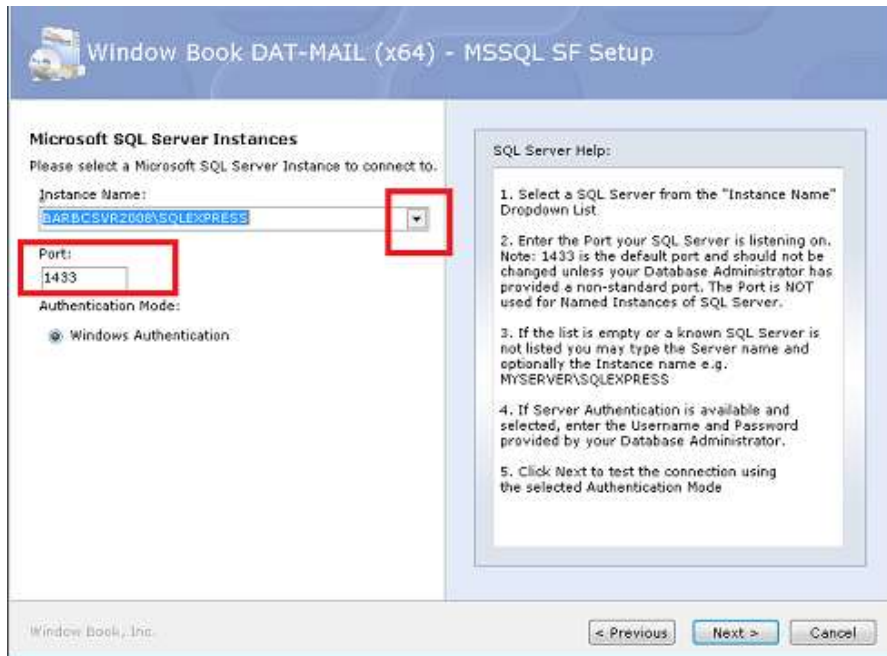 Window Book DAT-MAIL (x64) - MSSQL SF Setup
Microsoft SQL Server Instances
Please select a Microsoft SQL Server Instance to connect to.
Instance Name:
BARBCSVR2008\SQLEXPRESS
Port:
1433
Authentication Mode:
Windows Authentication
SQL Server Help:
1. Select a SQL Server from the "Instance Name"
Dropdown List
2. Enter the Port your SQL Server is listening on.
Note: 1433 is the default port and should not be
changed unless your Database Administrator has
provided a non-standard port. The Port is NOT
used for Named Instances of SQL Server.
3. If the list is empty or a known SQL Server is
not listed you may type the Server name and
optionally the Instance name e.g.
MYSERVER\SQLEXPRESS
4. If Server Authentication is available and
selected, enter the Username and Password
provided by your Database Administrator.
5. Click Next to test the connection using
the selected Authentication Mode
Window Book, Inc.
< Previous
Next >
Cancel